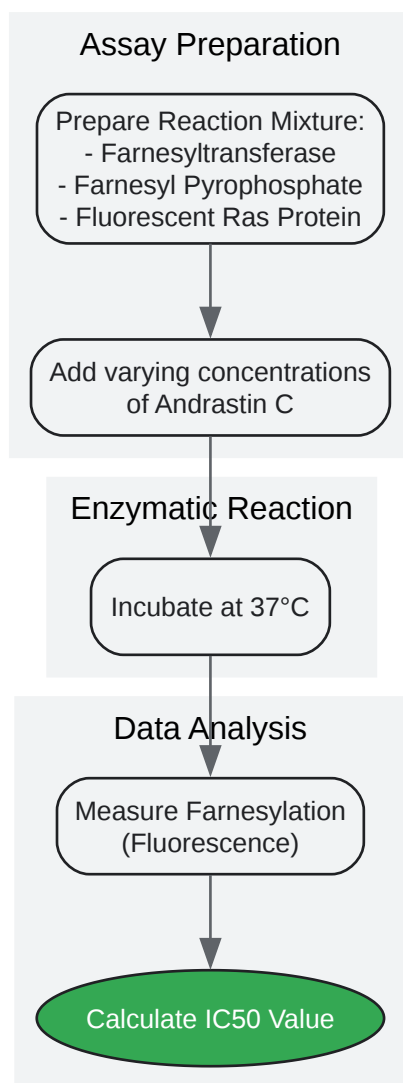 Assay Preparation
Prepare Reaction Mixture:
- Farnesyltransferase
- Farnesyl Pyrophosphate
- Fluorescent Ras Protein
Add varying concentrations
of Andrastin C
Enzymatic Reaction
Incubate at 37°C
Data Analysis
Measure Farnesylation
(Fluorescence)
Calculate IC50 Value